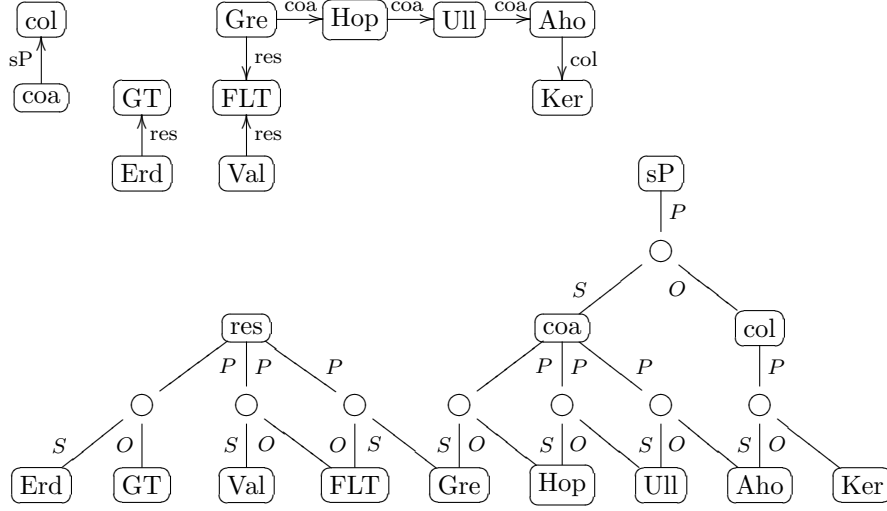 col Gre coa Hop coa Ull coa Aho
sP res col
coa GT FLT Ker
res res
Erd Val sP
P
S O
res coa col
P P P P P P P
S O S O O S S O S O S O S O
Erd GT Val FLT Gre Hop Ull Aho Ker